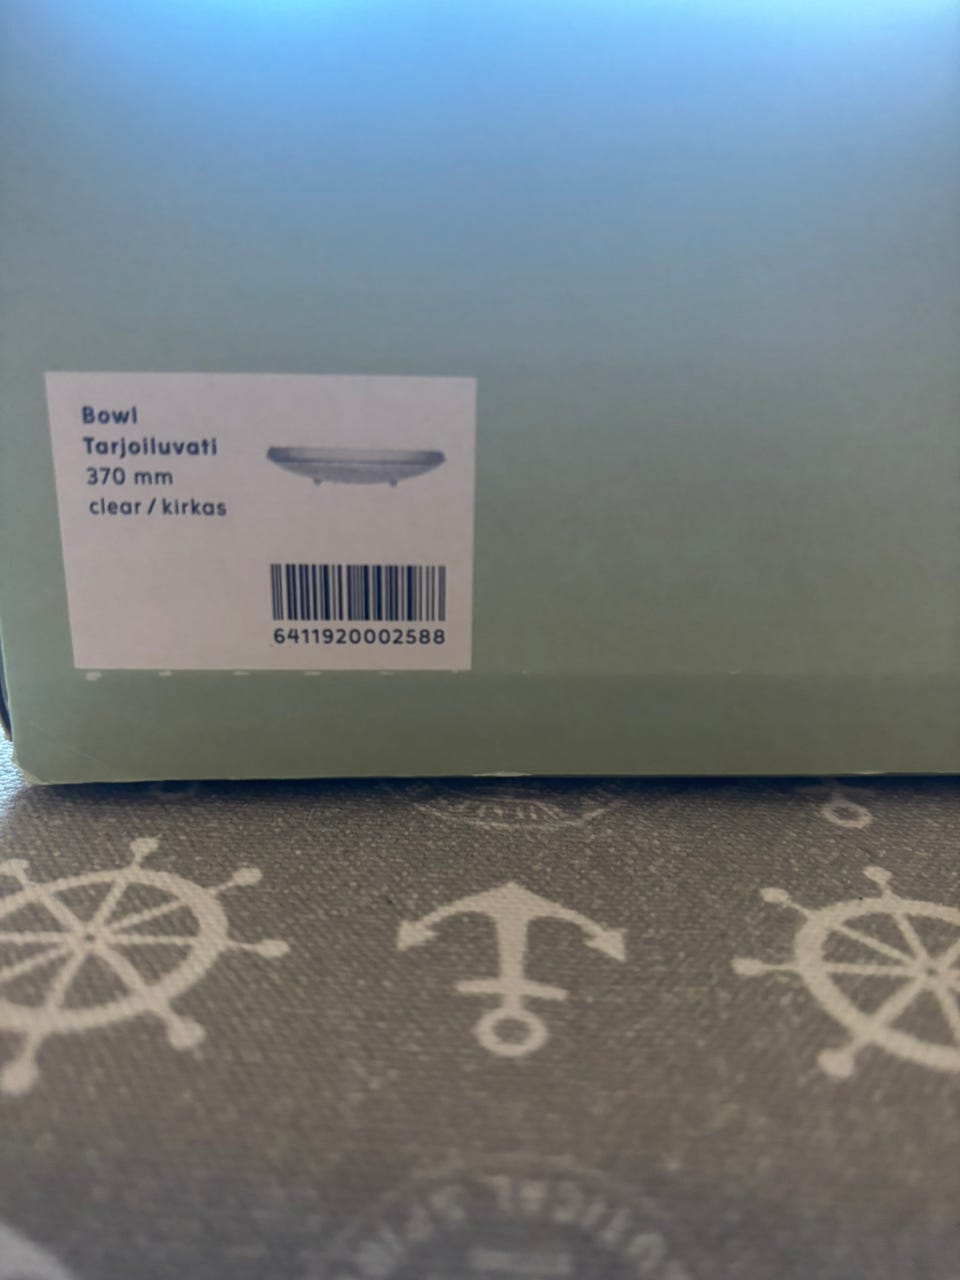 Bowl
Tarjoiluvati
370 mm
clear / kirkas
6411920002588